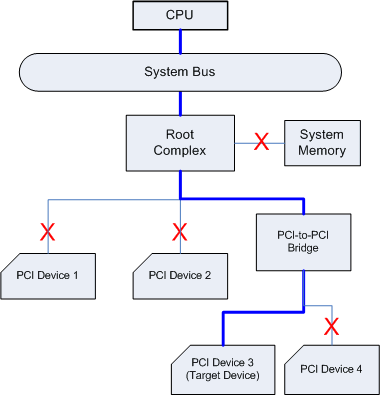 CPU
System Bus
Root
Complex
System
Memory
PCI-to-PCI
Bridge
PCI Device 1
PCI Device 2
PCI Device 3
(Target Device)
PCI Device 4